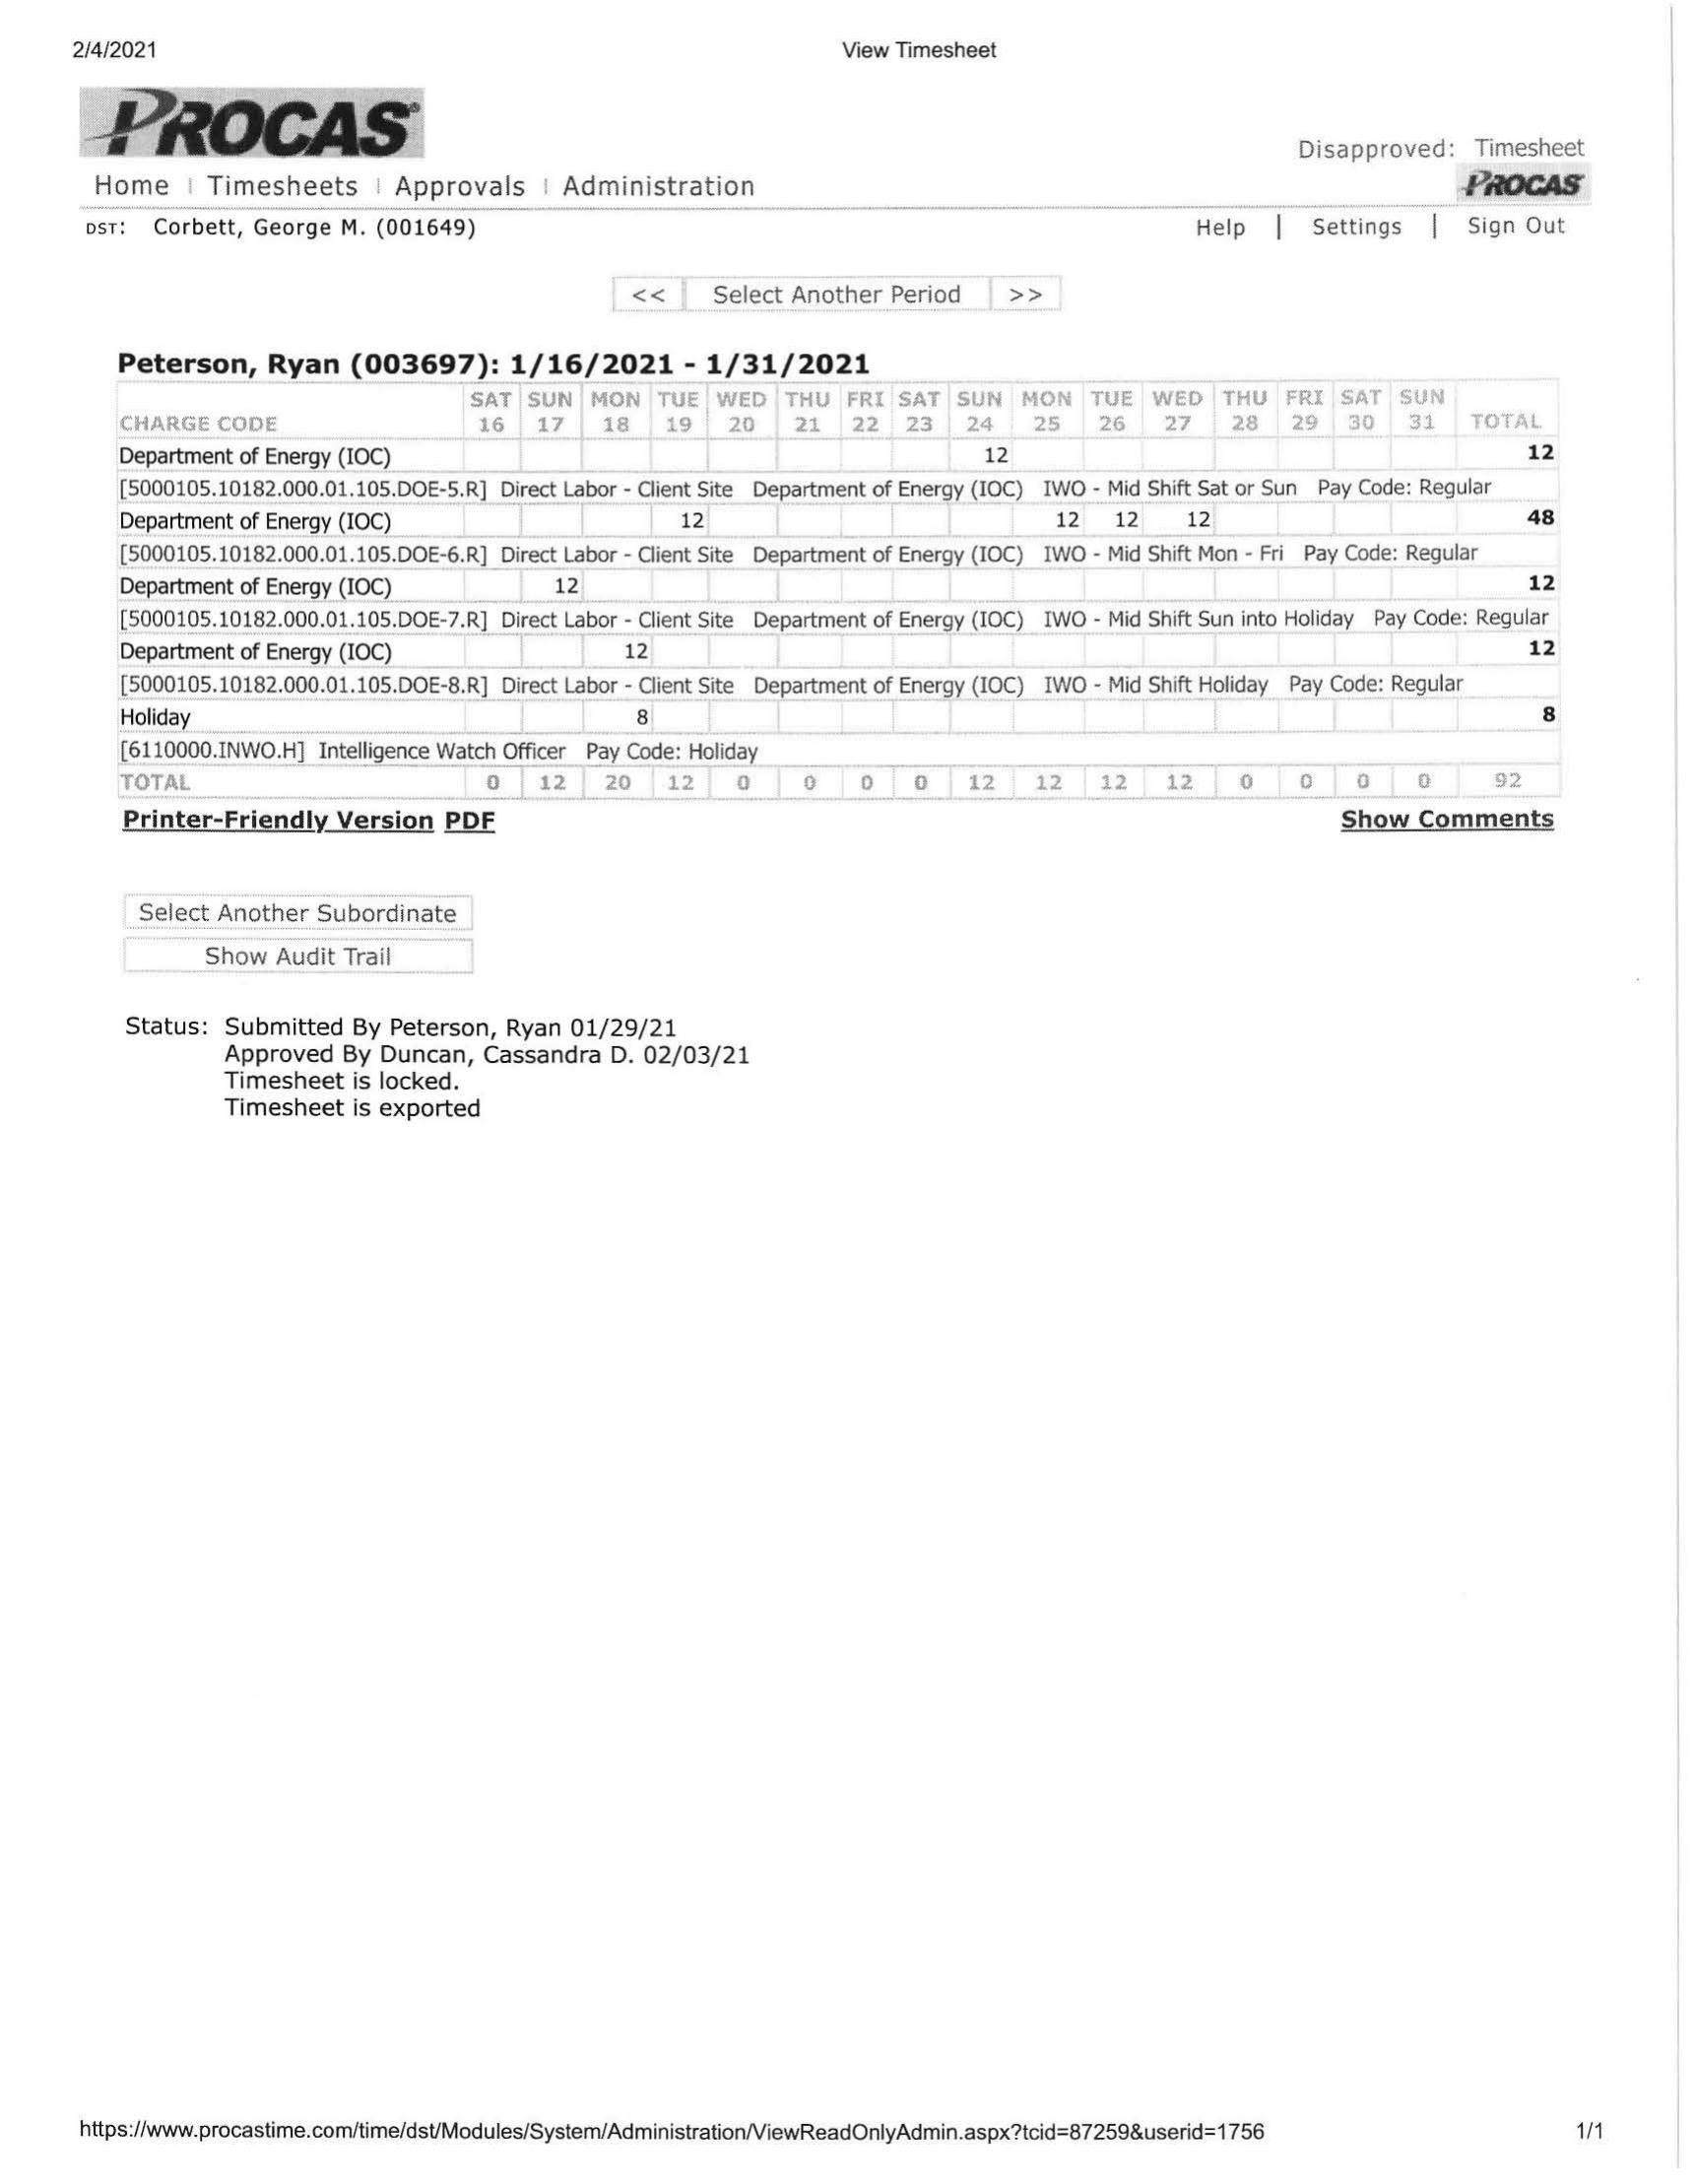 2/4/2021 View Timesheet
PROCAS®
Disapproved: Timesheet
Home | Timesheets | Approvals | Administration PROCAS
DST: Corbett, George M. (001649) Help | Settings | Sign Out
<< Select Another Period >>
Peterson, Ryan (003697): 1/16/2021 - 1/31/2021
SAT SUN MON TUE WED THU FRI SAT SUN MON TUE WED THU FRI SAT SUN
CHARGE CODE 16 17 18 19 20 21 22 23 24 25 26 27 28 29 30 31 TOTAL
Department of Energy (IOC) 12 12
[5000105.10182.000.01.105.DOE-5.R] Direct Labor - Client Site Department of Energy (IOC) IWO - Mid Shift Sat or Sun Pay Code: Regular
Department of Energy (IOC) 12 12 12 12 48
[5000105.10182.000.01.105.DOE-6.R] Direct Labor - Client Site Department of Energy (IOC) IWO - Mid Shift Mon - Fri Pay Code: Regular
Department of Energy (IOC) 12 12
[5000105.10182.000.01.105.DOE-7.R] Direct Labor - Client Site Department of Energy (IOC) IWO - Mid Shift Sun into Holiday Pay Code: Regular
Department of Energy (IOC) 12 12
[5000105.10182.000.01.105.DOE-8.R] Direct Labor - Client Site Department of Energy (IOC) IWO - Mid Shift Holiday Pay Code: Regular
Holiday 8 8
[6110000.INWO.H] Intelligence Watch Officer Pay Code: Holiday
TOTAL 0 12 20 12 0 0 0 0 12 12 12 12 0 0 0 0 92
Printer-Friendly Version PDF Show Comments
Select Another Subordinate
Show Audit Trail
Status: Submitted By Peterson, Ryan 01/29/21
Approved By Duncan, Cassandra D. 02/03/21
Timesheet is locked.
Timesheet is exported
https://www.procastime.com/time/dst/Modules/System/Administration/ViewReadOnlyAdmin.aspx?tcid=87259&userid=1756 1/1